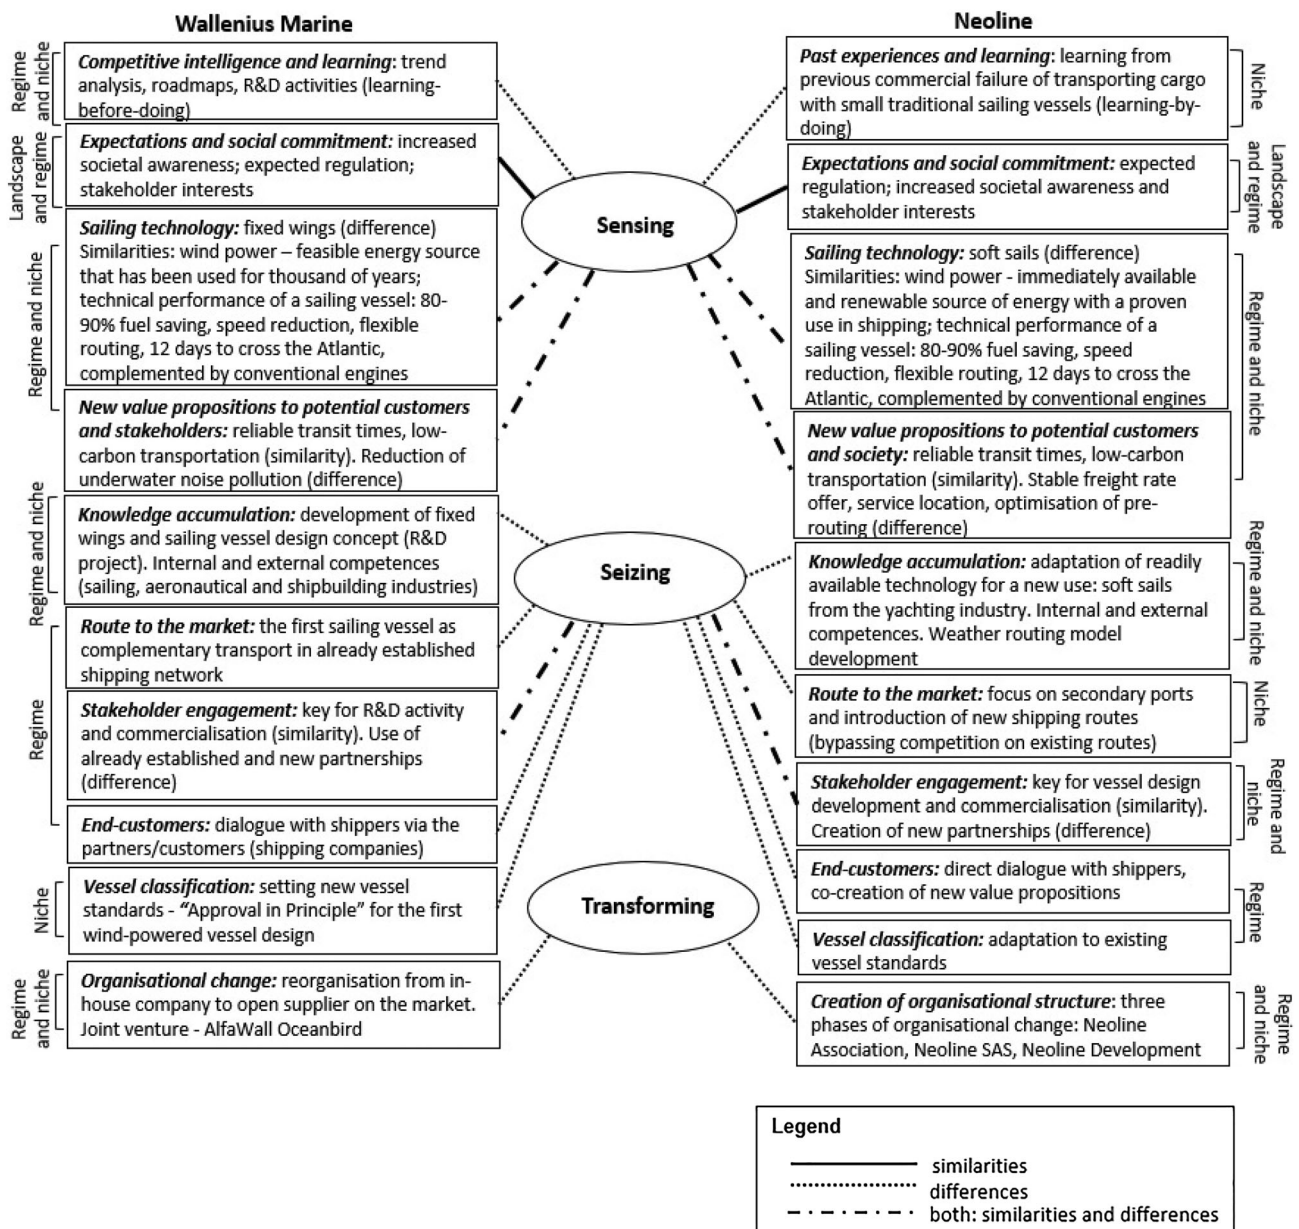 Wallenius Marine
Regime
and niche
Competitive intelligence and learning: trend
analysis, roadmaps, R&D activities (learning-
before-doing)
Landscape
and regime
Expectations and social commitment: increased
societal awareness; expected regulation;
stakeholder interests
Regime and niche
Sailing technology: fixed wings (difference)
Similarities: wind power – feasible energy source
that has been used for thousand of years;
technical performance of a sailing vessel: 80-
90% fuel saving, speed reduction, flexible
routing, 12 days to cross the Atlantic,
complemented by conventional engines
New value propositions to potential customers
and stakeholders: reliable transit times, low-
carbon transportation (similarity). Reduction of
underwater noise pollution (difference)
Regime and niche
Knowledge accumulation: development of fixed
wings and sailing vessel design concept (R&D
project). Internal and external competences
(sailing, aeronautical and shipbuilding industries)
Regime
Route to the market: the first sailing vessel as
complementary transport in already established
shipping network
Stakeholder engagement: key for R&D activity
and commercialisation (similarity). Use of
already established and new partnerships
(difference)
End-customers: dialogue with shippers via the
partners/customers (shipping companies)
Niche
Vessel classification: setting new vessel
standards - “Approval in Principle” for the first
wind-powered vessel design
Regime
and niche
Organisational change: reorganisation from in-
house company to open supplier on the market.
Joint venture - AlfaWall Oceanbird
Sensing
Seizing
Transforming
Neoline
Past experiences and learning: learning from
previous commercial failure of transporting cargo
with small traditional sailing vessels (learning-by-
doing)
Niche
Expectations and social commitment: expected
regulation; increased societal awareness and
stakeholder interests
Landscape
and regime
Sailing technology: soft sails (difference)
Similarities: wind power - immediately available
and renewable source of energy with a proven
use in shipping; technical performance of a
sailing vessel: 80-90% fuel saving, speed
reduction, flexible routing, 12 days to cross the
Atlantic, complemented by conventional engines
Regime and niche
New value propositions to potential customers
and society: reliable transit times, low-carbon
transportation (similarity). Stable freight rate
offer, service location, optimisation of pre-
routing (difference)
Knowledge accumulation: adaptation of readily
available technology for a new use: soft sails
from the yachting industry. Internal and external
competences. Weather routing model
development
Regime and niche
Route to the market: focus on secondary ports
and introduction of new shipping routes
(bypassing competition on existing routes)
Niche
Stakeholder engagement: key for vessel design
development and commercialisation (similarity).
Creation of new partnerships (difference)
Regime and
niche
End-customers: direct dialogue with shippers,
co-creation of new value propositions
Regime
Vessel classification: adaptation to existing
vessel standards
Creation of organisational structure: three
phases of organisational change: Neoline
Association, Neoline SAS, Neoline Development
Regime
and niche
Legend
similarities
differences
both: similarities and differences